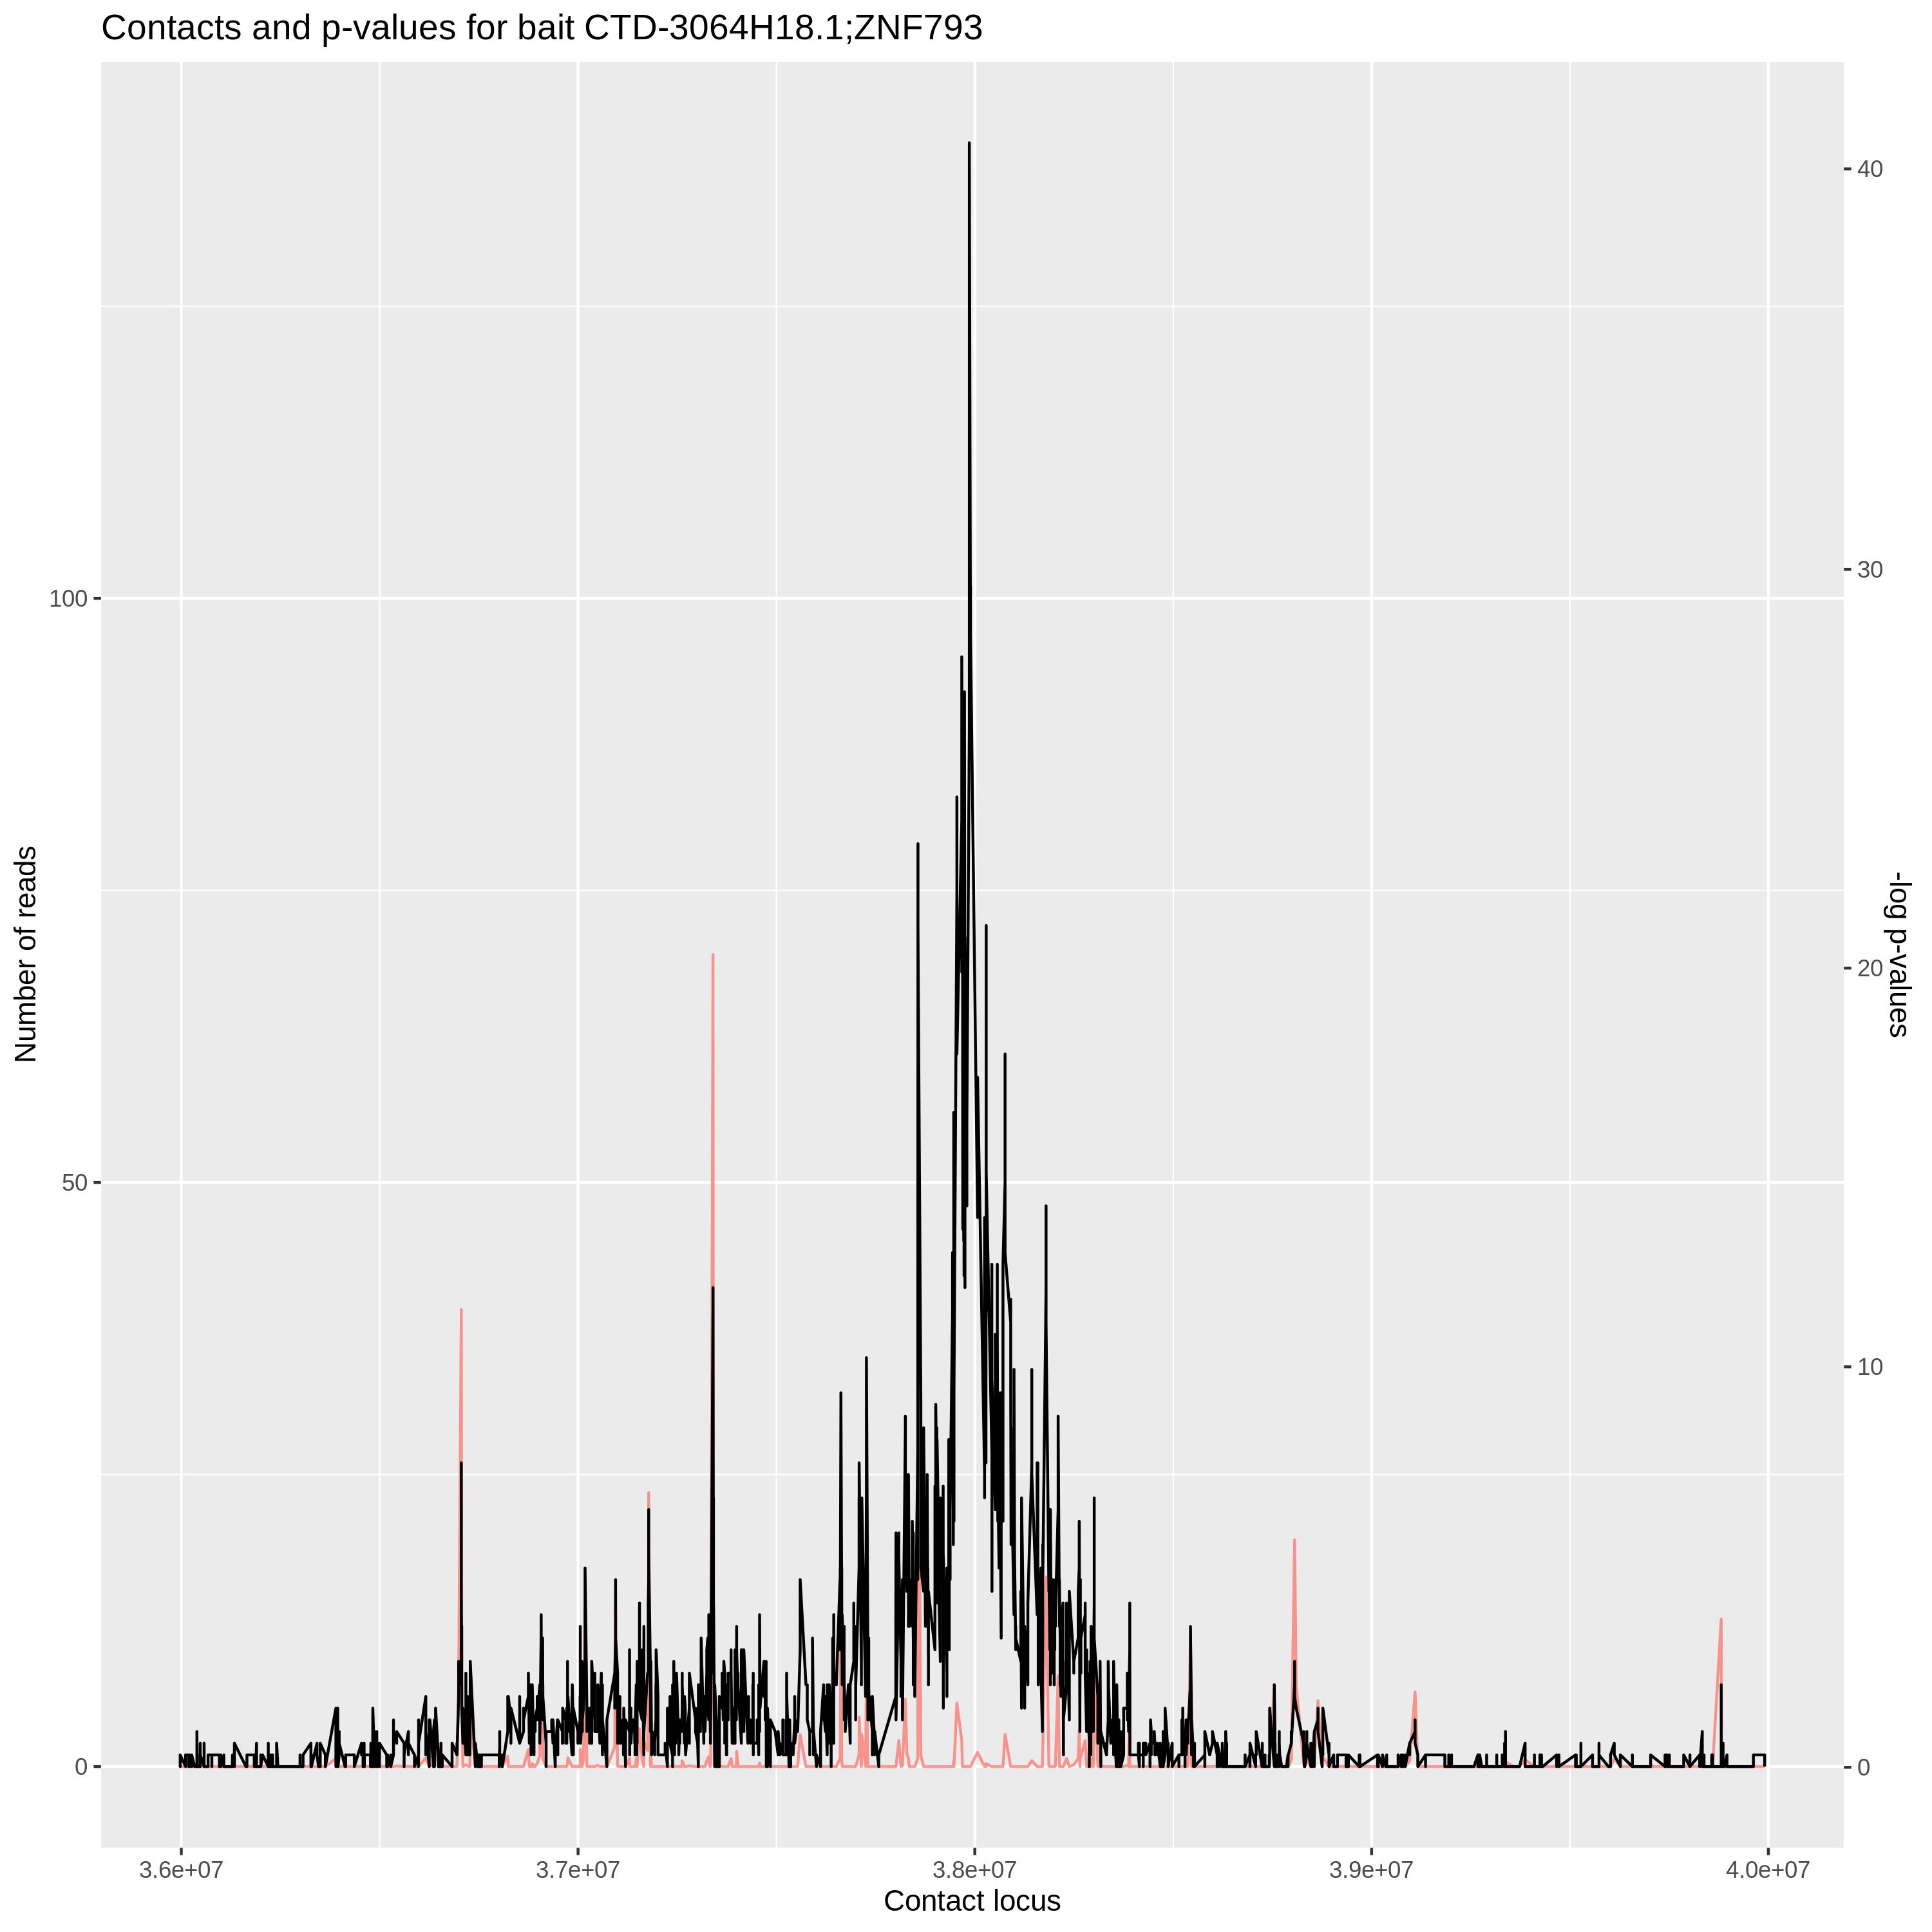 Contacts and p-values for bait CTD-3064H18.1;ZNF793
Number of reads
100
50
0
40
30
20
10
0
-log p-values
3.6e+07
3.7e+07
3.8e+07
3.9e+07
4.0e+07
Contact locus